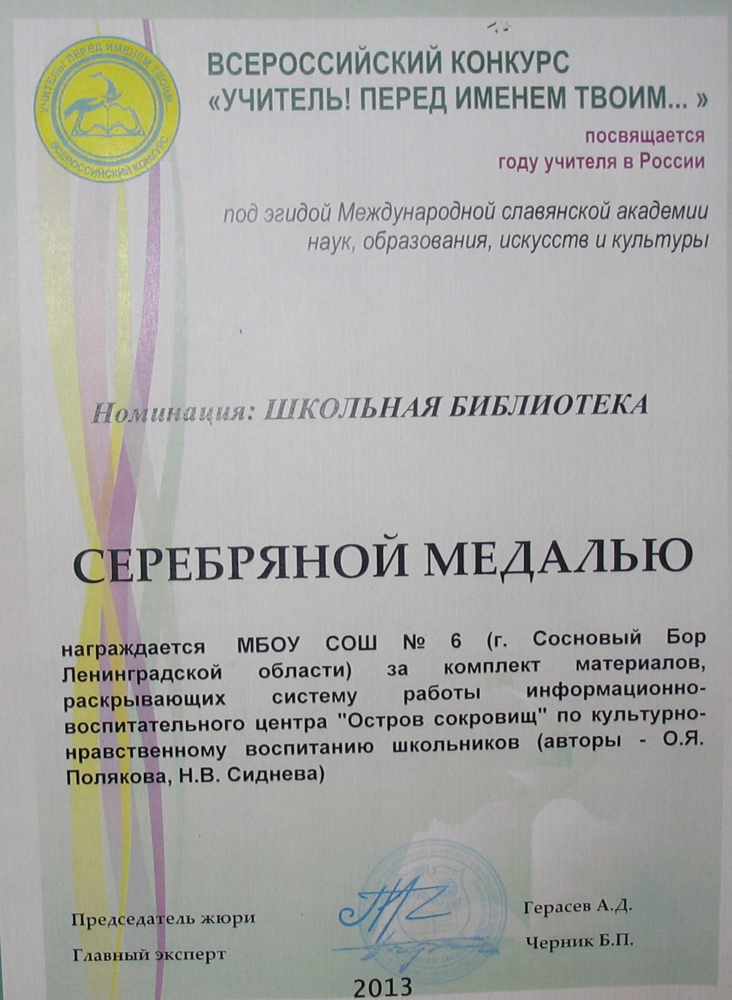 УЧИТЕЛЬ! ПЕРЕД ИМЕНЕМ ТВОИМ...
ВСЕРОССИЙСКИЙ КОНКУРС
ВСЕРОССИЙСКИЙ КОНКУРС
«УЧИТЕЛЬ! ПЕРЕД ИМЕНЕМ ТВОИМ... »
посвящается
году учителя в России
под эгидой Международной славянской академии
наук, образования, искусств и культуры
Номинация: ШКОЛЬНАЯ БИБЛИОТЕКА
СЕРЕБРЯНОЙ МЕДАЛЬЮ
награждается МБОУ СОШ № 6 (г. Сосновый Бор
Ленинградской области) за комплект материалов,
раскрывающих систему работы информационно-
воспитательного центра "Остров сокровищ" по культурно-
нравственному воспитанию школьников (авторы - О.Я.
Полякова, Н.В. Сиднева)
Председатель жюри Герасев А.Д.
Главный эксперт Черник Б.П.
2013